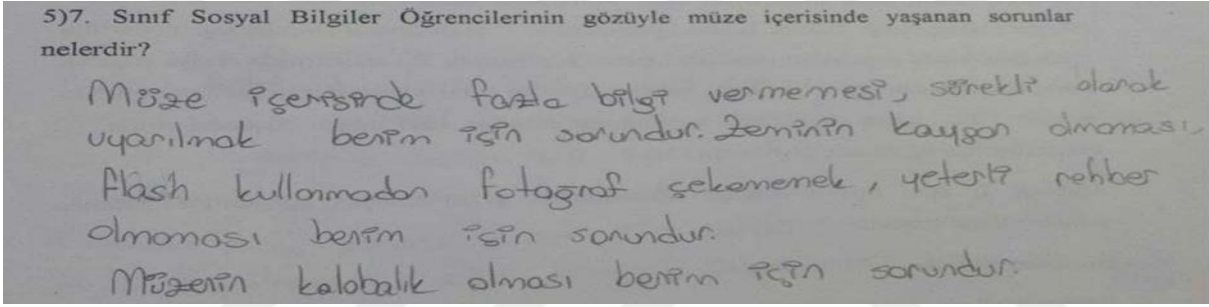 5)7. Sınıf Sosyal Bilgiler Öğrencilerinin gözüyle müze içerisinde yaşanan sorunlar
nelerdir?
Müze içerisinde fazla bilgi vermemesi, sürekli olarak
uyarılmak benim için sorundur. Zeminin kaygan olmaması,
flash kullanmadan fotograf çekememek, yeterli rehber
olmaması benim için sorundur.
Müzenin kalabalık olması benim için sorundur.